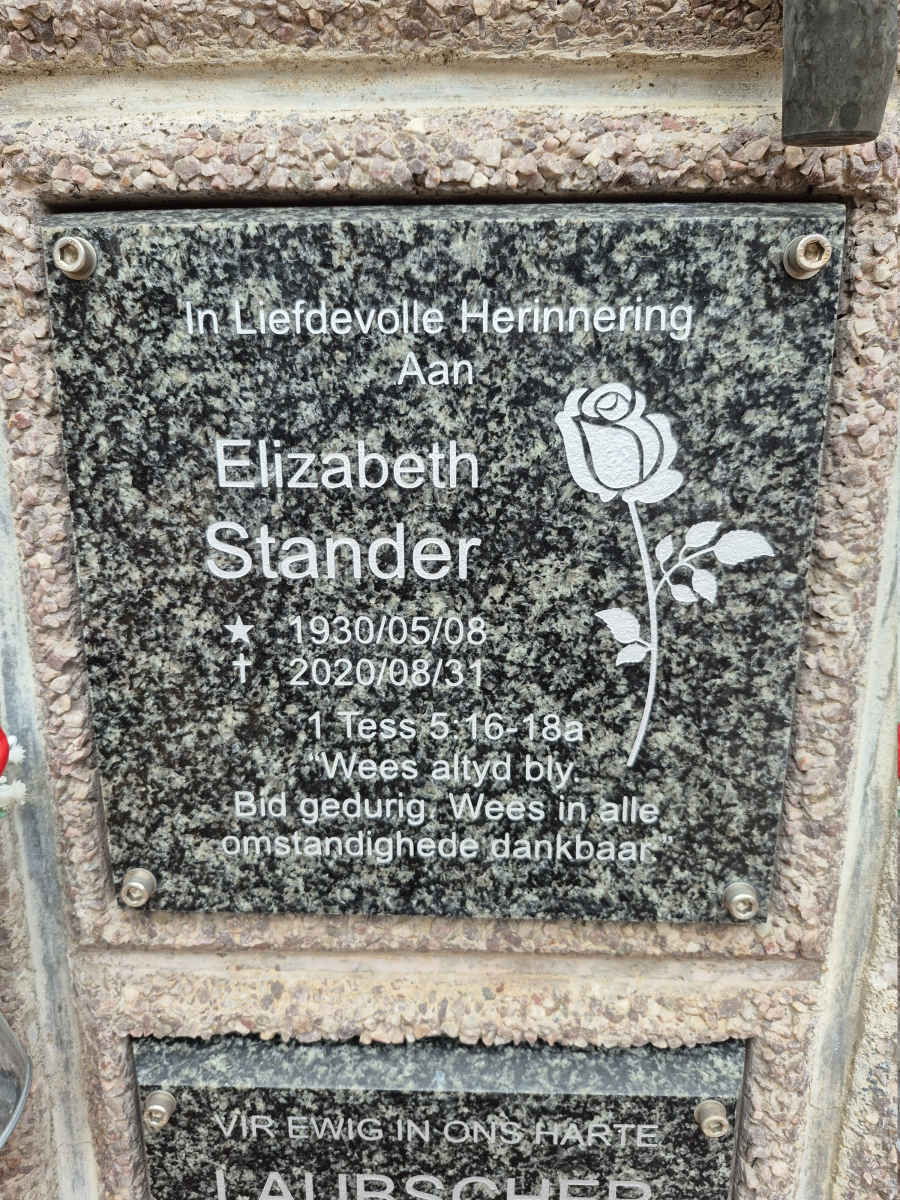 In Liefdevolle Herinnering
Aan
Elizabeth
Stander
★ 1930/05/08
✝ 2020/08/31
1 Tess 5:16-18a
“Wees altyd bly.
Bid gedurig. Wees in alle
omstandighede dankbaar.”
VIR EWIG IN ONS HARTE
LAUBSCHER